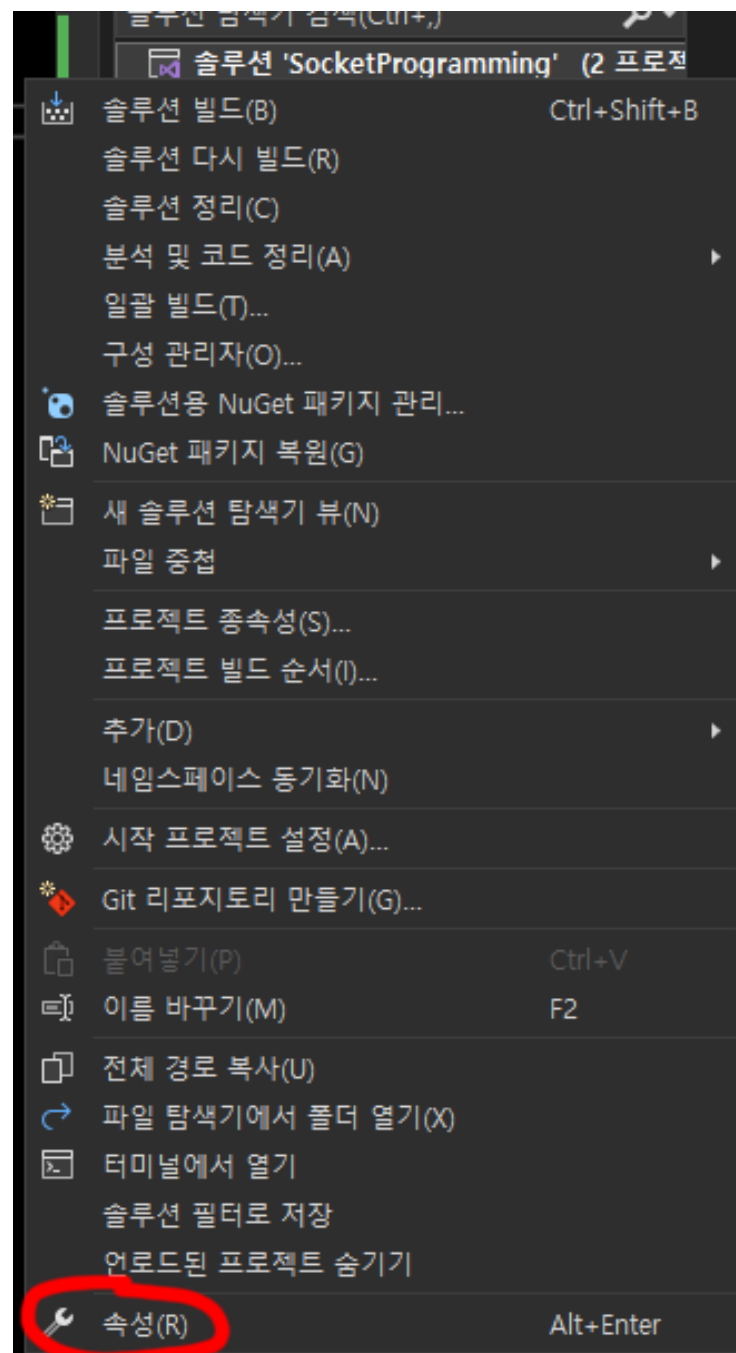 솔루션 탐색기 검색(Ctrl+;)
솔루션 'SocketProgramming' (2 프로젝
솔루션 빌드(B) Ctrl+Shift+B
솔루션 다시 빌드(R)
솔루션 정리(C)
분석 및 코드 정리(A)
일괄 빌드(T)...
구성 관리자(O)...
솔루션용 NuGet 패키지 관리...
NuGet 패키지 복원(G)
새 솔루션 탐색기 뷰(N)
파일 중첩
프로젝트 종속성(S)...
프로젝트 빌드 순서(I)...
추가(D)
네임스페이스 동기화(N)
시작 프로젝트 설정(A)...
Git 리포지토리 만들기(G)...
붙여넣기(P) Ctrl+V
이름 바꾸기(M) F2
전체 경로 복사(U)
파일 탐색기에서 폴더 열기(X)
터미널에서 열기
솔루션 필터로 저장
언로드된 프로젝트 숨기기
속성(R) Alt+Enter